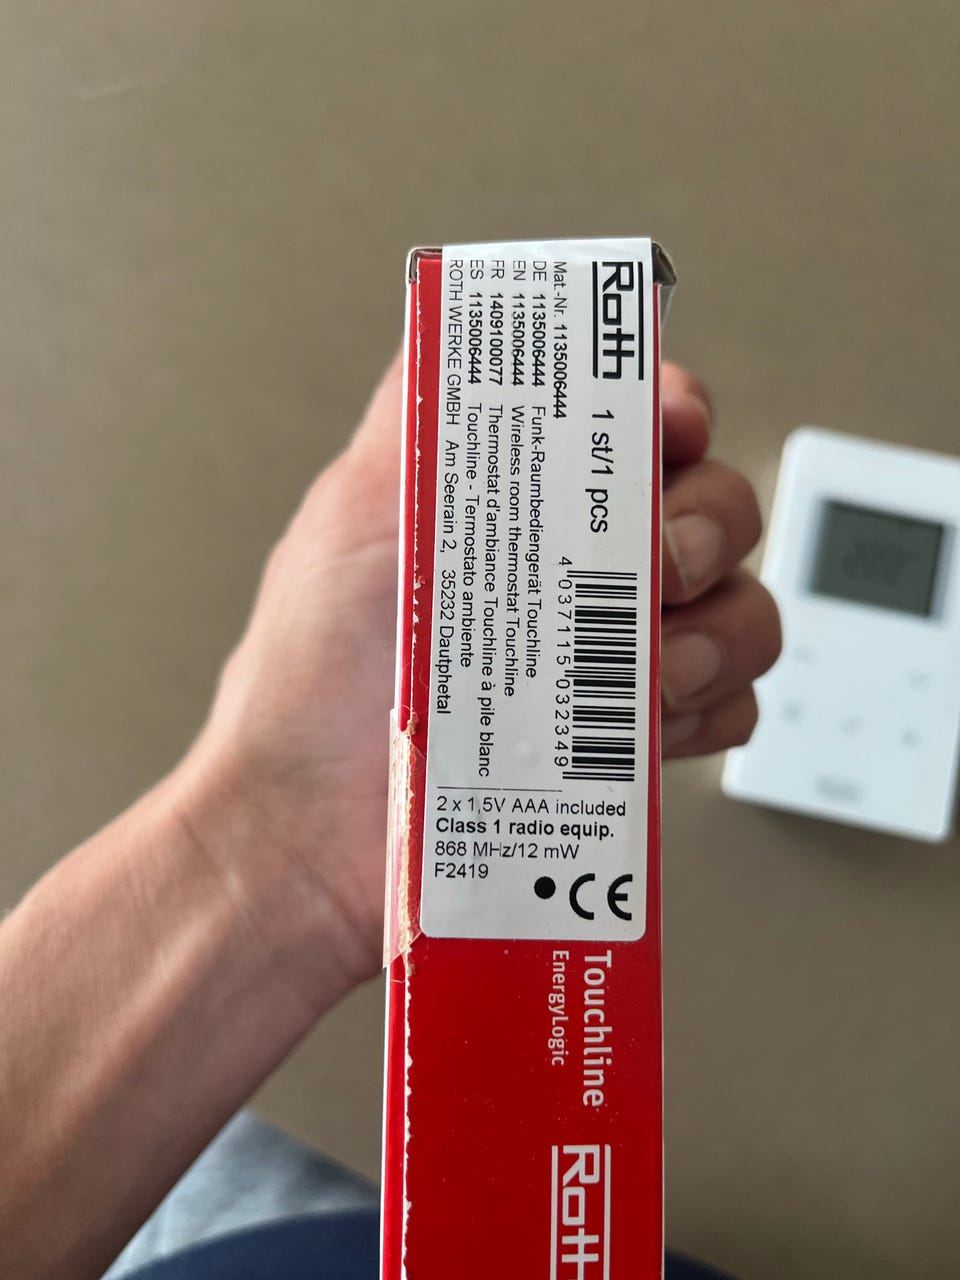 Roth 1 st/1 pcs
4 037115 032349
Mat.-Nr. 1135006444
DE 1135006444 Funk-Raumbediengerät Touchline
EN 1135006444 Wireless room thermostat Touchline
FR 1409100077 Thermostat d'ambiance Touchline à pile blanc
ES 1135006444 Touchline - Termostato ambiente
ROTH WERKE GMBH Am Seerain 2, 35232 Dautphetal
2 x 1,5V AAA included
Class 1 radio equip.
868 MHz/12 mW
F2419
CE
Touchline
EnergyLogic
Roth